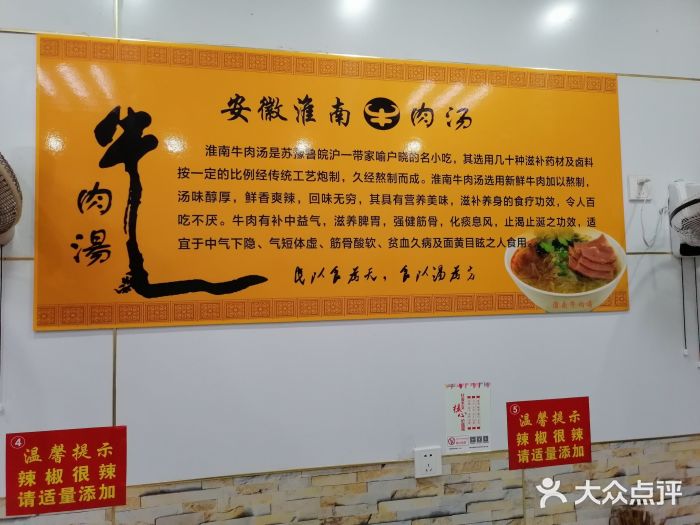 安徽淮南牛肉汤
牛肉湯
淮南牛肉汤是苏豫鲁皖沪一带家喻户晓的名小吃，其选用几十种滋补药材及卤料
按一定的比例经传统工艺炮制，久经熬制而成。淮南牛肉汤选用新鲜牛肉加以熬制，
汤味醇厚，鲜香爽辣，回味无穷，其具有营养美味，滋补养身的食疗功效，令人百
吃不厌。牛肉有补中益气，滋养脾胃，强健筋骨，化痰息风，止渴止涎之功效，适
宜于中气下隐、气短体虚、筋骨酸软、贫血久病及面黄目眩之人食用。
民以食为天，食以汤为方
淮南牛肉汤
④
温馨提示
辣椒很辣
请适量添加
⑤
温馨提示
辣椒很辣
请适量添加
大众点评